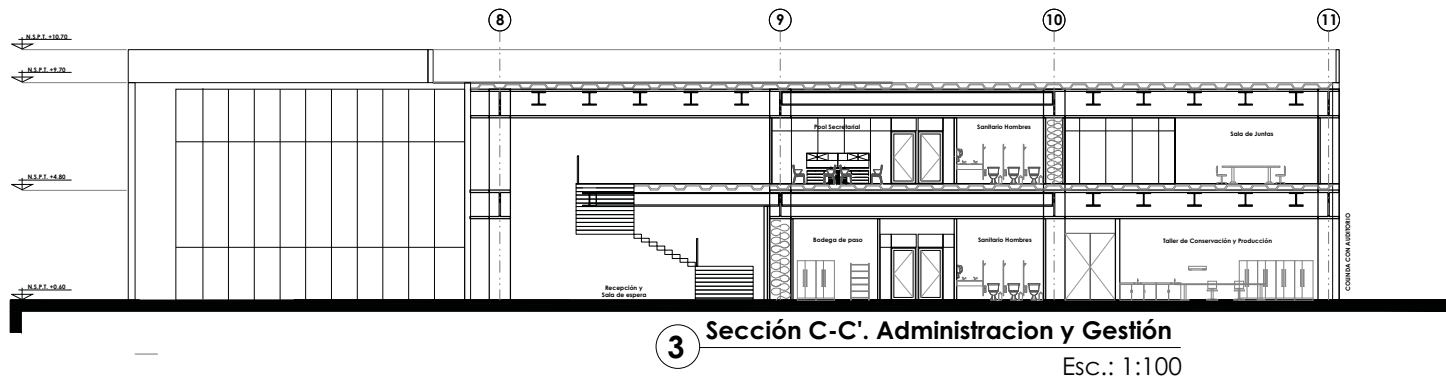 8
9
10
11
N.S.P.T. +10.70
N.S.P.T. +9.70
Pool Secretarial
Sanitario Hombres
Sala de Juntas
N.S.P.T. +4.80
Bodega de paso
Sanitario Hombres
Taller de Conservación y Producción
COLINDA CON AUDITORIO
Recepción y
Sala de espera
N.S.P.T. +0.60
3
Sección C-C'. Administracion y Gestión
Esc.: 1:100